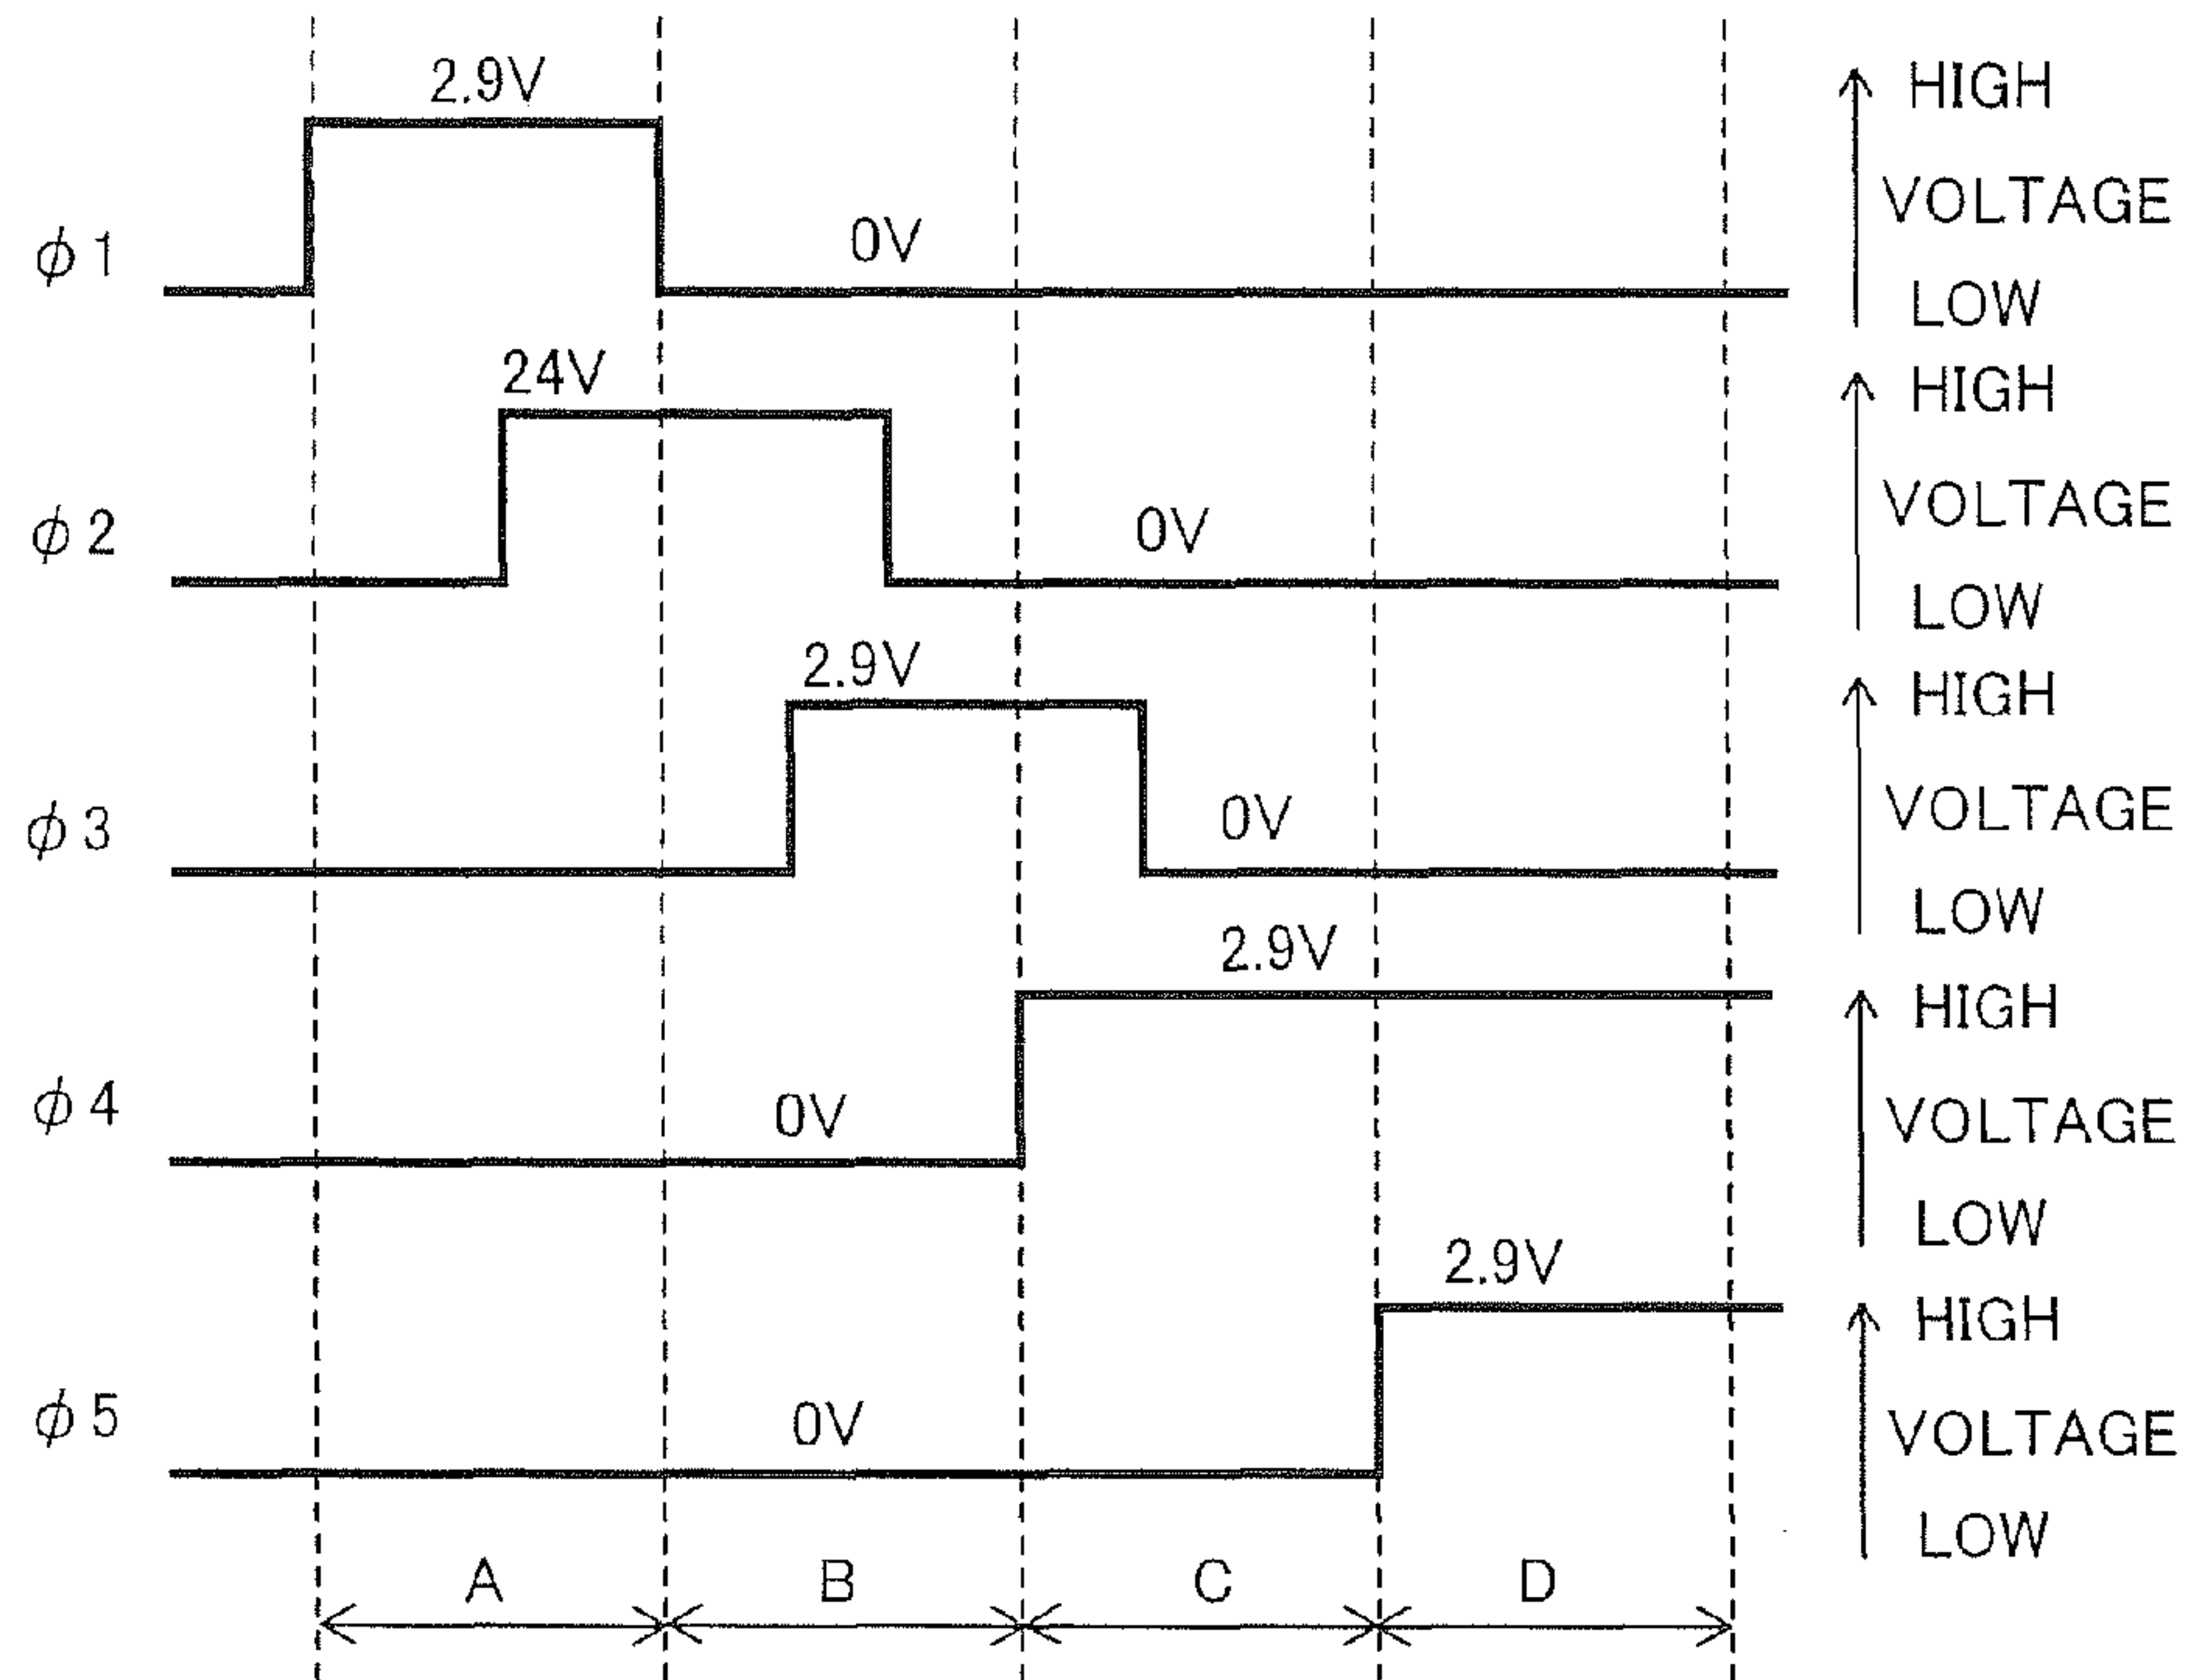 2.9V
HIGH
VOLTAGE
LOW
0V
ϕ1
24V
HIGH
VOLTAGE
LOW
0V
ϕ2
2.9V
HIGH
VOLTAGE
LOW
0V
ϕ3
2.9V
HIGH
VOLTAGE
LOW
0V
ϕ4
2.9V
HIGH
VOLTAGE
LOW
0V
ϕ5
A B C D